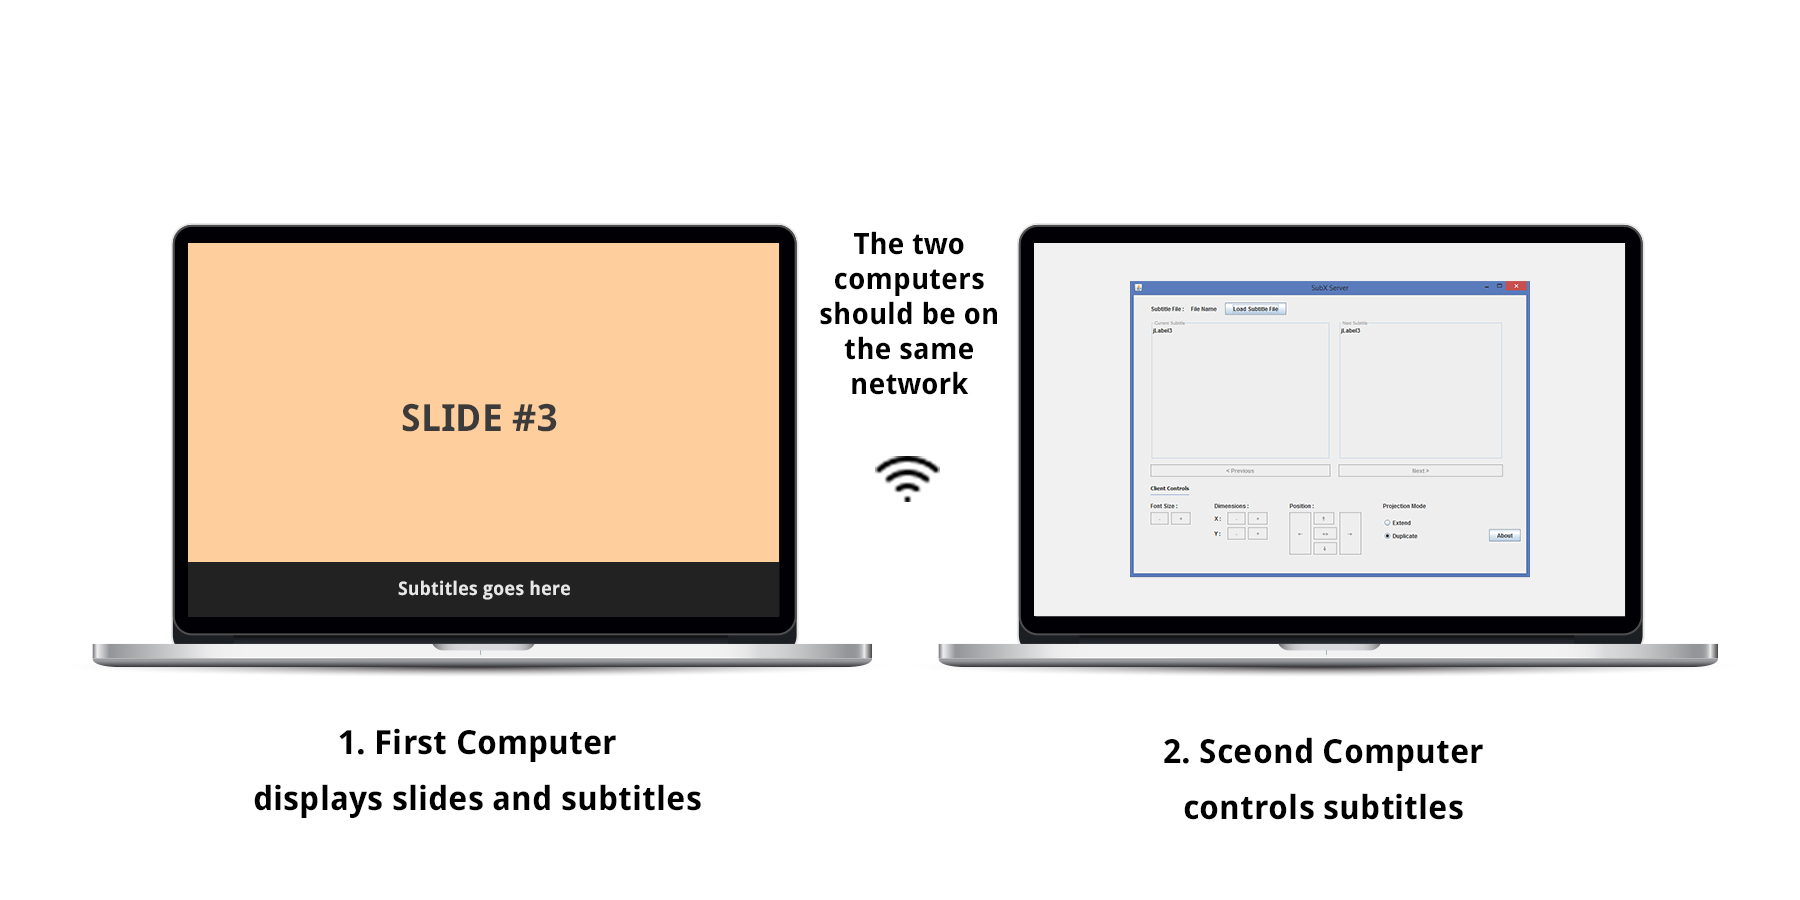 The two
computers
should be on
the same
network
SLIDE #3
Subtitles goes here
SubX Server
Subtitle File : File Name Load Subtitle File
Current Subtitle Next Subtitle
jLabel3 jLabel3
< Previous Next >
Client Controls
Font Size : Dimensions : Position : Projection Mode
- + X : - + ↑ Extend
Y : - + ← <> → Duplicate About
↓
1. First Computer
displays slides and subtitles
2. Sceond Computer
controls subtitles